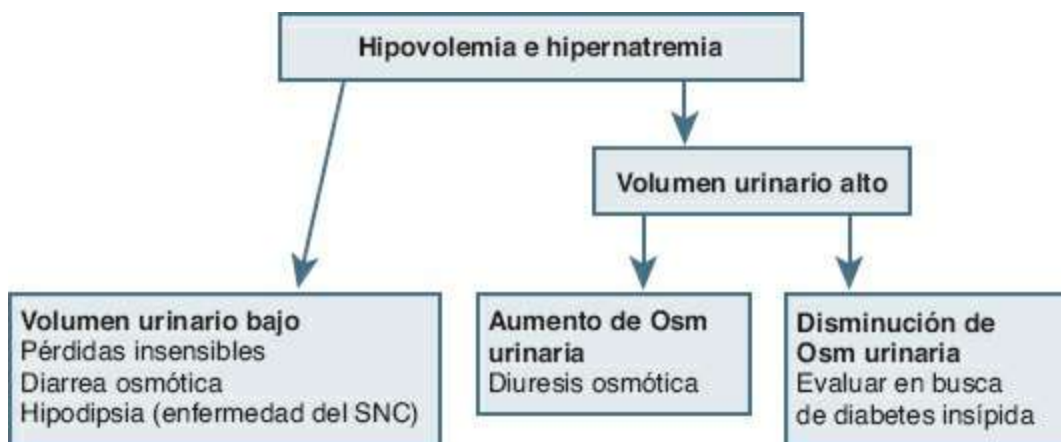 Hipovolemia e hipernatremia
Volumen urinario alto
Volumen urinario bajo
Pérdidas insensibles
Diarrea osmótica
Hipodipsia (enfermedad del SNC)
Aumento de Osm
urinaria
Diuresis osmótica
Disminución de
Osm urinaria
Evaluar en busca
de diabetes insípida